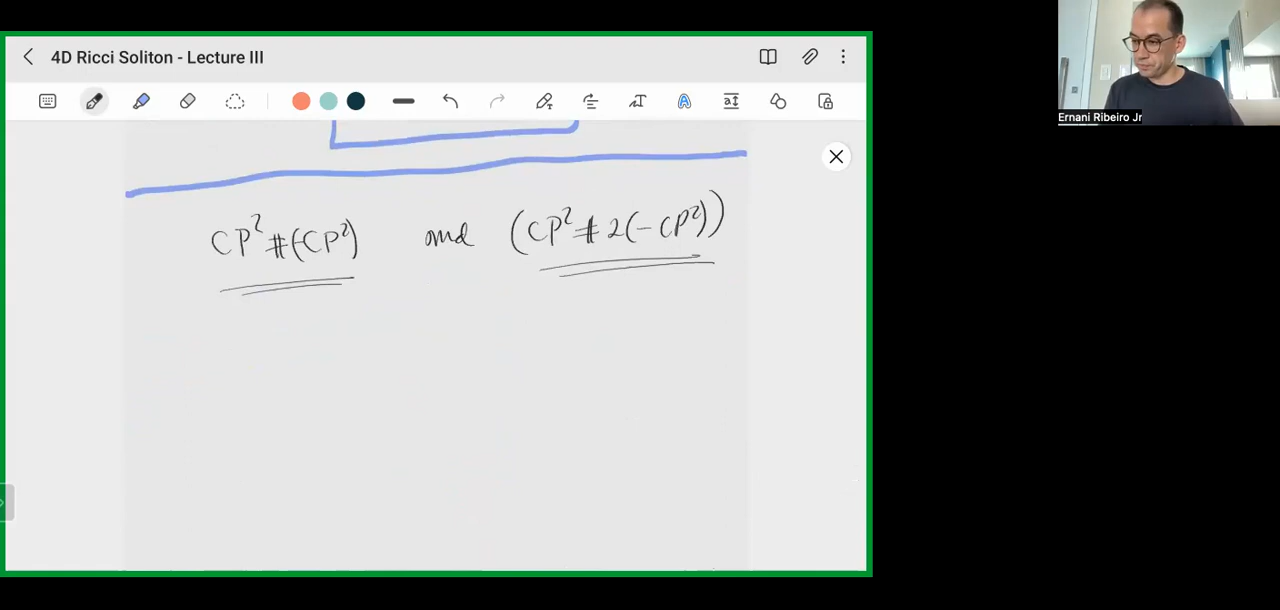 4D Ricci Soliton - Lecture III
Ernani Ribeiro Jr
CP² # (-CP²) and (CP² # 2(-CP²))